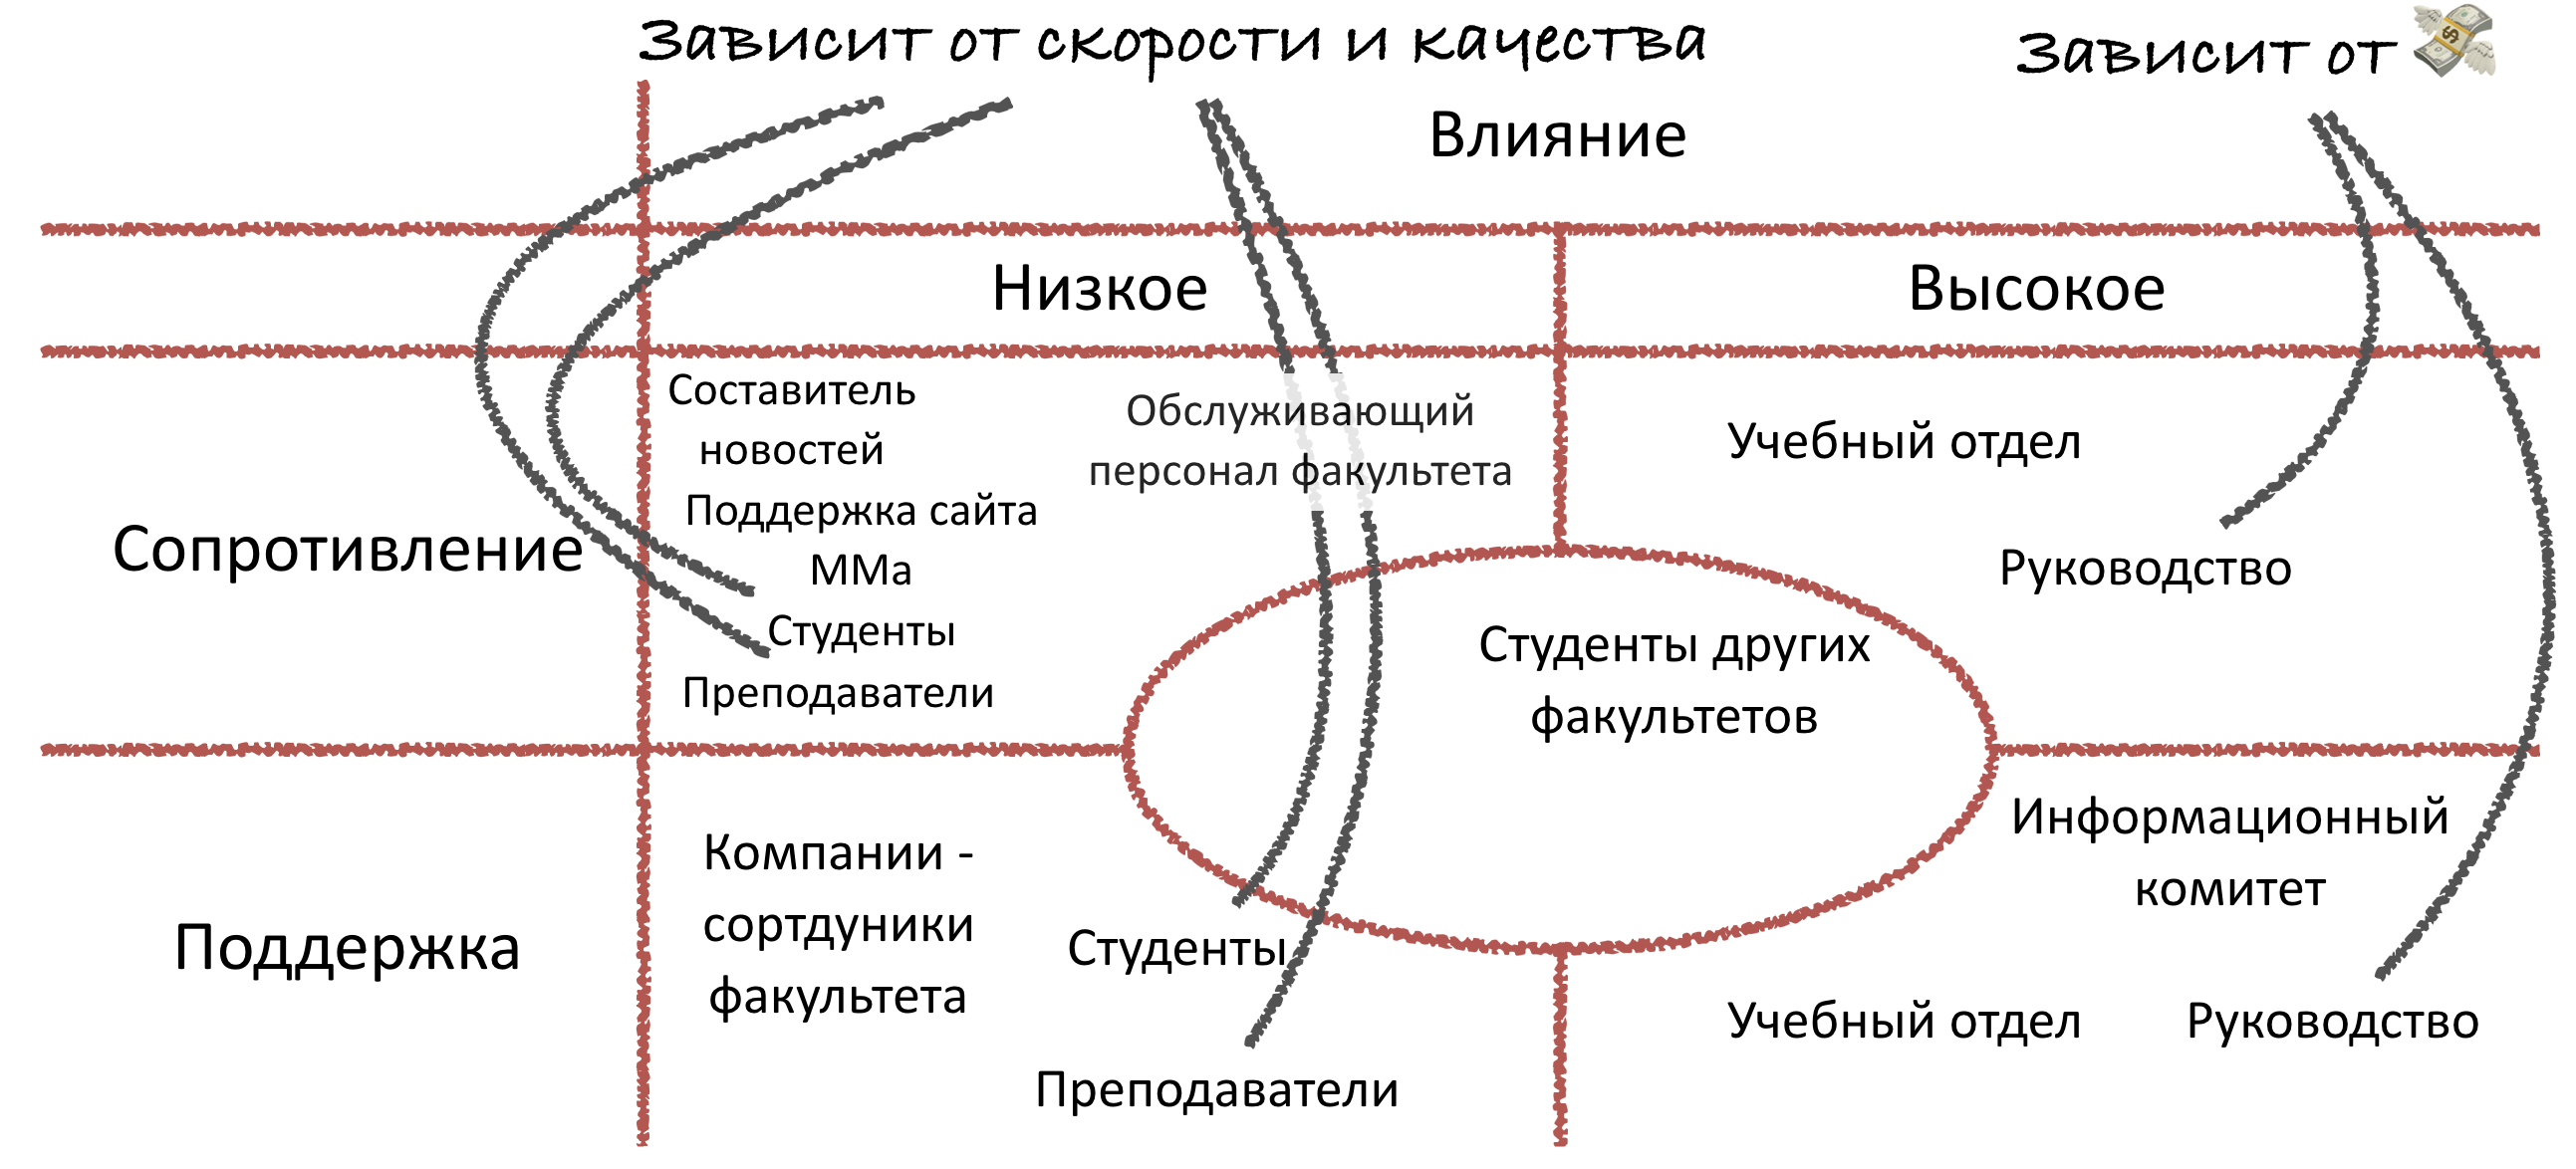 Зависит от скорости и качества
Зависит от
Влияние
Низкое
Высокое
Сопротивление
Составитель
новостей
Поддержка сайта
ММа
Студенты
Преподаватели
Обслуживающий
персонал факультета
Учебный отдел
Руководство
Студенты других
факультетов
Поддержка
Компании -
сортдуники
факультета
Студенты
Преподаватели
Информационный
комитет
Учебный отдел
Руководство